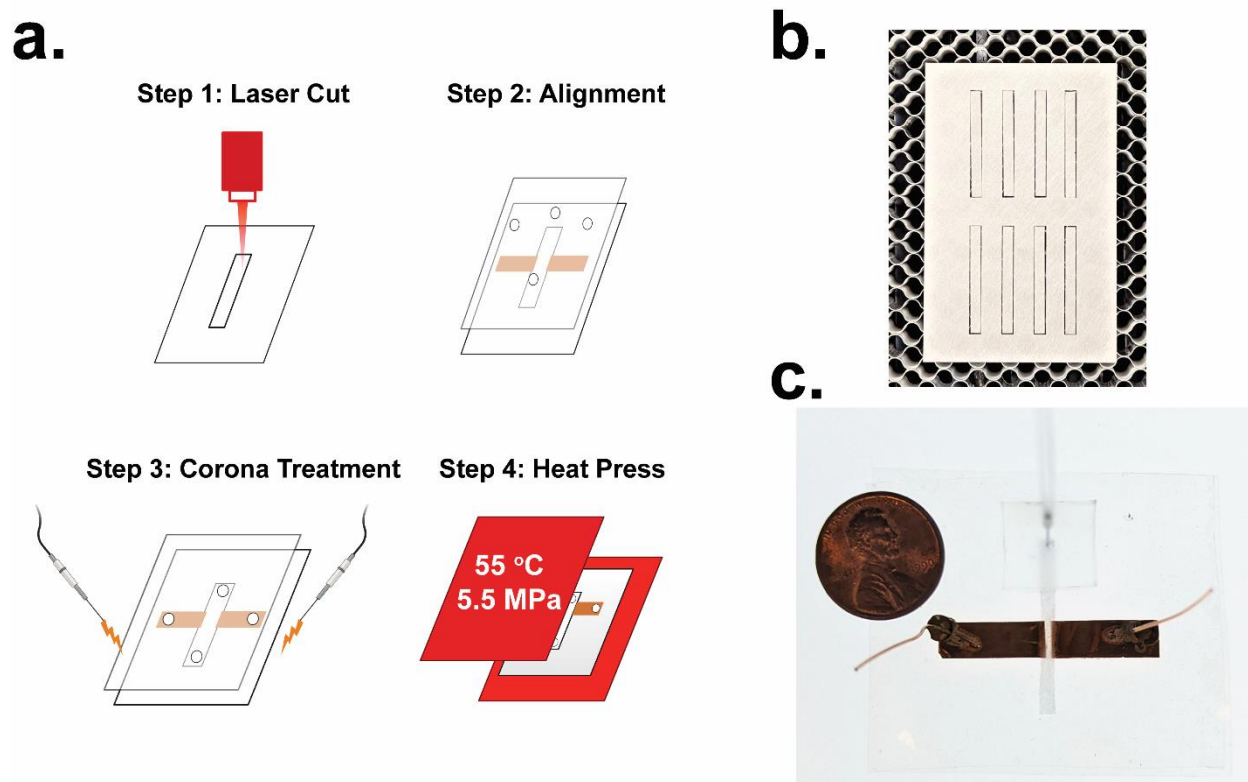 a.
Step 1: Laser Cut
Step 2: Alignment
Step 3: Corona Treatment
Step 4: Heat Press
55 °C
5.5 MPa
b.
c.